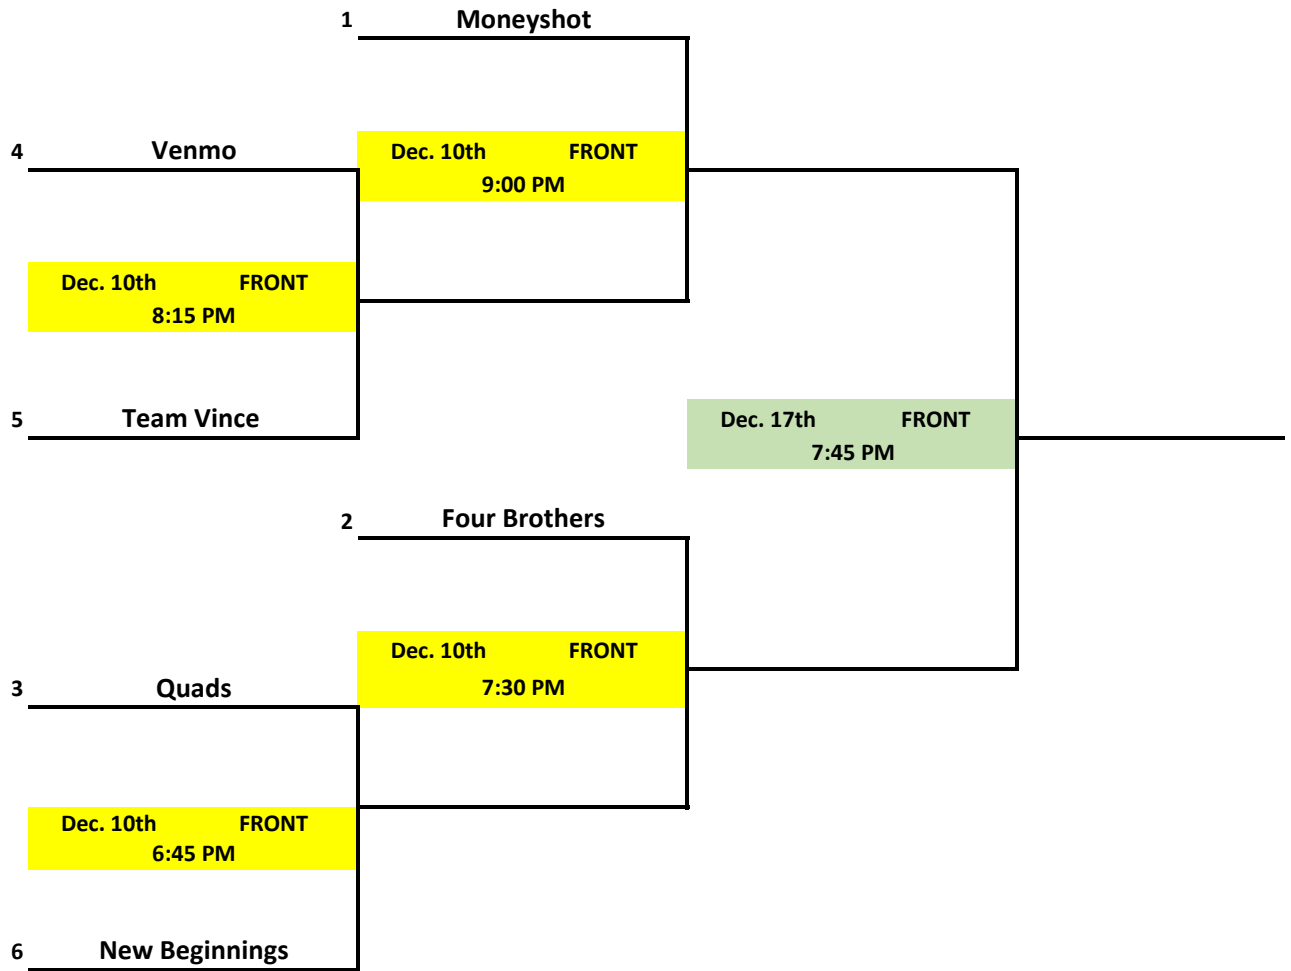 1 Moneyshot
4 Venmo
Dec. 10th FRONT
9:00 PM
Dec. 10th FRONT
8:15 PM
5 Team Vince
Dec. 17th FRONT
7:45 PM
2 Four Brothers
Dec. 10th FRONT
7:30 PM
3 Quads
Dec. 10th FRONT
6:45 PM
6 New Beginnings